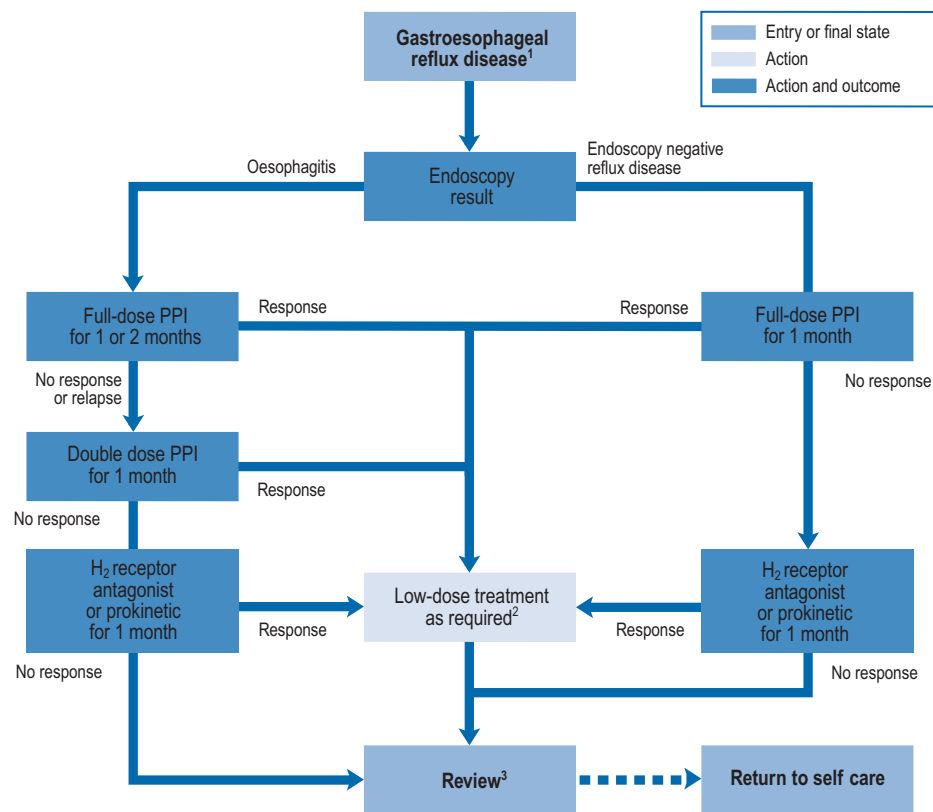 Gastroesophageal
reflux disease¹
Entry or final state
Action
Action and outcome
Oesophagitis
Endoscopy
result
Endoscopy negative
reflux disease
Full-dose PPI
for 1 or 2 months
Response
Response
Full-dose PPI
for 1 month
No response
or relapse
No response
Double dose PPI
for 1 month
Response
No response
H₂ receptor
antagonist
or prokinetic
for 1 month
Response
Low-dose treatment
as required²
Response
H₂ receptor
antagonist
or prokinetic
for 1 month
No response
No response
Review³
Return to self care